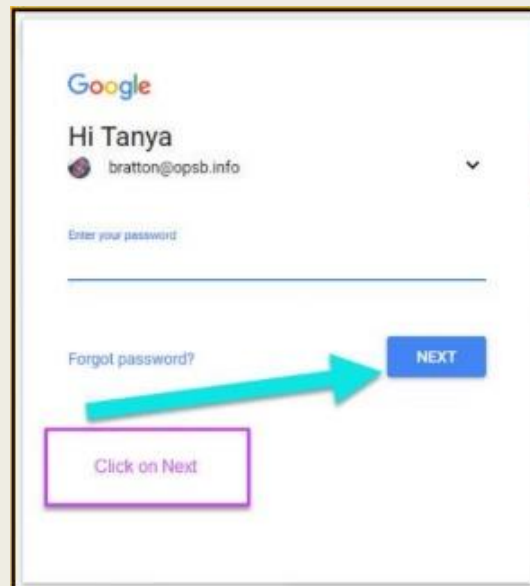 Google
Hi Tanya
bratton@opsb.info
Enter your password
Forgot password?
NEXT
Click on Next